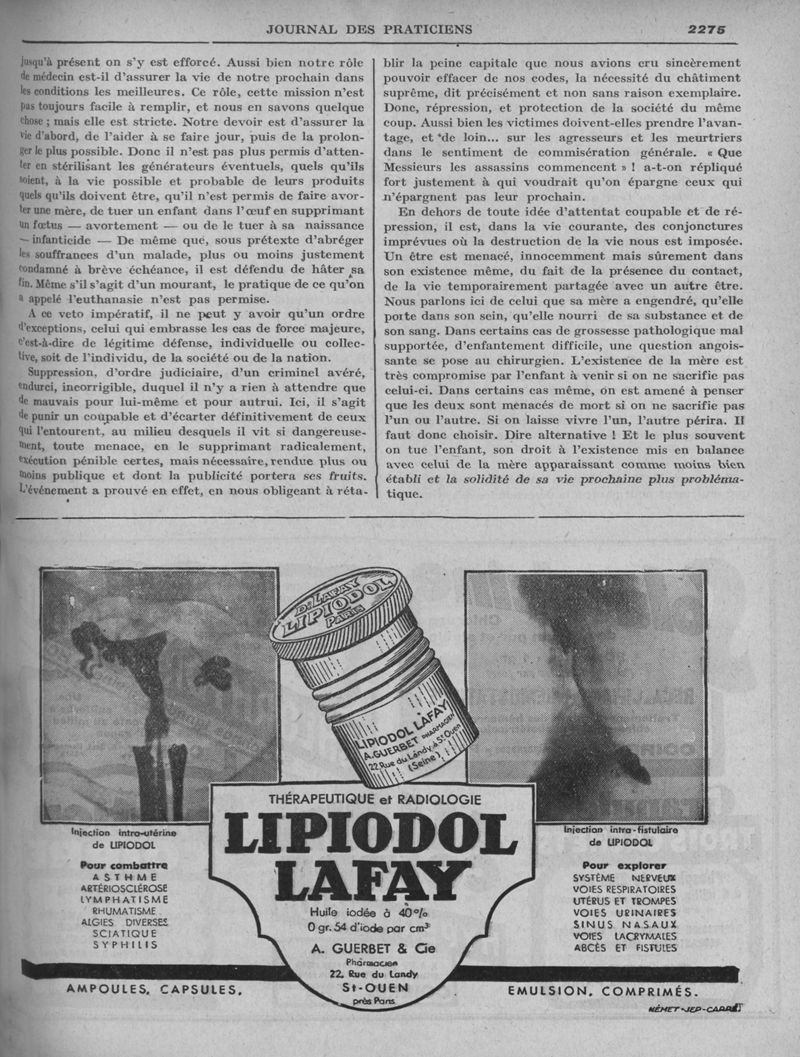 JOURNAL DES PRATICIENS
2275
jusqu'à présent on s'y est efforcé. Aussi bien notre rôle
de médecin est-il d'assurer la vie de notre prochain dans
les conditions les meilleures. Ce rôle, cette mission n'est
pas toujours facile à remplir, et nous en savons quelque
chose ; mais elle est stricte. Notre devoir est d'assurer la
vie d'abord, de l'aider à se faire jour, puis de la prolon-
ger le plus possible. Donc il n'est pas plus permis d'atten-
ter en stérilisant les générateurs éventuels, quels qu'ils
soient, à la vie possible et probable de leurs produits
quels qu'ils doivent être, qu'il n'est permis de faire avor-
ter une mère, de tuer un enfant dans l'œuf en supprimant
un fœtus — avortement — ou de le tuer à sa naissance
— infanticide — De même que, sous prétexte d'abréger
les souffrances d'un malade, plus ou moins justement
condamné à brève échéance, il est défendu de hâter sa
fin. Même s'il s'agit d'un mourant, le pratique de ce qu'on
a appelé l'euthanasie n'est pas permise.
A ce veto impératif, il ne peut y avoir qu'un ordre
d'exceptions, celui qui embrasse les cas de force majeure,
c'est-à-dire de légitime défense, individuelle ou collec-
tive, soit de l'individu, de la société ou de la nation.
Suppression, d'ordre judiciaire, d'un criminel avéré,
endurci, incorrigible, duquel il n'y a rien à attendre que
de mauvais pour lui-même et pour autrui. Ici, il s'agit
de punir un coupable et d'écarter définitivement de ceux
qui l'entourent, au milieu desquels il vit si dangereuse-
ment, toute menace, en le supprimant radicalement,
exécution pénible certes, mais nécessaire, rendue plus ou
moins publique et dont la publicité portera ses fruits.
L'événement a prouvé en effet, en nous obligeant à réta-
blir la peine capitale que nous avions cru sincèrement
pouvoir effacer de nos codes, la nécessité du châtiment
suprême, dit précisément et non sans raison exemplaire.
Donc, répression, et protection de la société du même
coup. Aussi bien les victimes doivent-elles prendre l'avan-
tage, et de loin... sur les agresseurs et les meurtriers
dans le sentiment de commisération générale. « Que
Messieurs les assassins commencent » ! a-t-on répliqué
fort justement à qui voudrait qu'on épargne ceux qui
n'épargnent pas leur prochain.
En dehors de toute idée d'attentat coupable et de ré-
pression, il est, dans la vie courante, des conjonctures
imprévues où la destruction de la vie nous est imposée.
Un être est menacé, innocemment mais sûrement dans
son existence même, du fait de la présence du contact,
de la vie temporairement partagée avec un autre être.
Nous parlons ici de celui que sa mère a engendré, qu'elle
porte dans son sein, qu'elle nourri de sa substance et de
son sang. Dans certains cas de grossesse pathologique mal
supportée, d'enfantement difficile, une question angois-
sante se pose au chirurgien. L'existence de la mère est
très compromise par l'enfant à venir si on ne sacrifie pas
celui-ci. Dans certains cas même, on est amené à penser
que les deux sont menacés de mort si on ne sacrifie pas
l'un ou l'autre. Si on laisse vivre l'un, l'autre périra. Il
faut donc choisir. Dire alternative ! Et le plus souvent
on tue l'enfant, son droit à l'existence mis en balance
avec celui de la mère apparaissant comme moins bien
établi et la solidité de sa vie prochaine plus probléma-
tique.
D. LAFAY
LIPIODOL
PARIS
LIPIODOL LAFAY
A. GUERBET PHARMACIEN
22 Rue du Landy à St Ouen
(Seine)
Injection intra-utérine
de LIPIODOL
Pour combattre
ASTHME
ARTÉRIOSCLÉROSE
LYMPHATISME
RHUMATISME
ALGIES DIVERSES
SCIATIQUE
SYPHILIS
THÉRAPEUTIQUE et RADIOLOGIE
LIPIODOL
LAFAY
Huile iodée à 40%
0 gr. 54 d'iode par cm³
A. GUERBET & Cie
Pharmacien
22, Rue du Landy
St-OUEN
près Paris
Injection intra-fistulaire
de LIPIODOL
Pour explorer
SYSTÈME NERVEUX
VOIES RESPIRATOIRES
UTÉRUS ET TROMPES
VOIES URINAIRES
SINUS NASAUX
VOIES LACRYMALES
ABCÈS ET FISTULES
AMPOULES, CAPSULES,
EMULSION, COMPRIMÉS.
NÉMET-JEP-CARRÉ